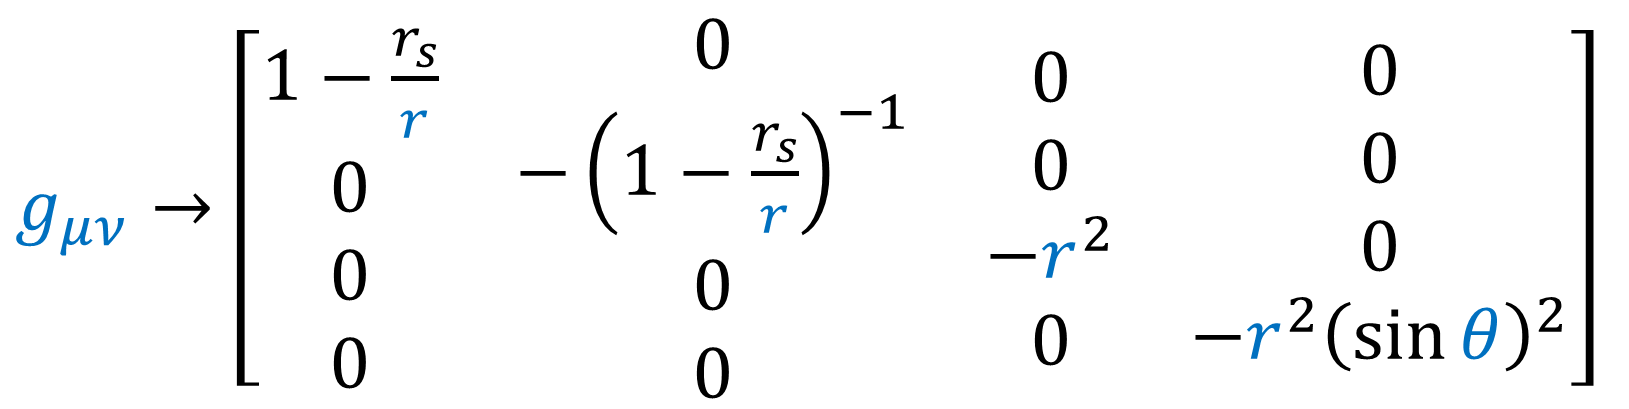 g_{μν} → [ 1 − r_s/r 0 0 0
0 −(1 − r_s/r)^{−1} 0 0
0 0 −r^2 0
0 0 0 −r^2(sin θ)^2 ]